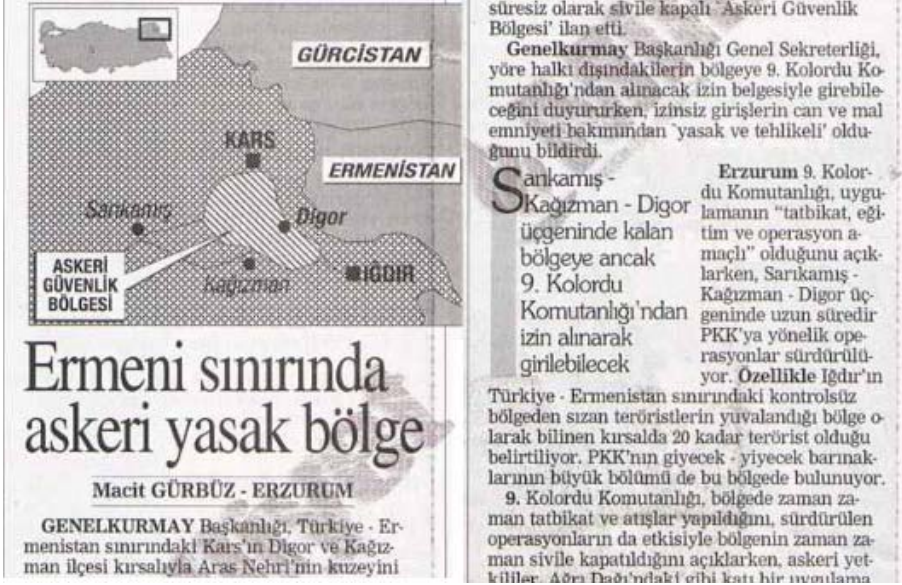 GÜRCİSTAN
KARS
ERMENİSTAN
Sarıkamış
Digor
ASKERİ
GÜVENLİK
BÖLGESİ
Kağızman
IĞDIR
Ermeni sınırında
askeri yasak bölge
Macit GÜRBÜZ - ERZURUM
GENELKURMAY Başkanlığı, Türkiye - Er-
menistan sınırındaki Kars'ın Digor ve Kağız-
man ilçesi kırsalıyla Aras Nehri'nin kuzeyini
süresiz olarak sivile kapalı `Askeri Güvenlik
Bölgesi' ilan etti.
Genelkurmay Başkanlığı Genel Sekreterliği,
yöre halkı dışındakilerin bölgeye 9. Kolordu Ko-
mutanlığı'ndan alınacak izin belgesiyle girebile-
ceğini duyururken, izinsiz girişlerin can ve mal
emniyeti bakımından `yasak ve tehlikeli' oldu-
ğunu bildirdi.
Sarıkamış -
Kağızman - Digor
üçgeninde kalan
bölgeye ancak
9. Kolordu
Komutanlığı'ndan
izin alınarak
girilebilecek
Erzurum 9. Kolor-
du Komutanlığı, uygu-
lamanın "tatbikat, eği-
tim ve operasyon a-
maçlı" olduğunu açık-
larken, Sarıkamış -
Kağızman - Digor üç-
geninde uzun süredir
PKK'ya yönelik ope-
rasyonlar sürdürülü-
yor. Özellikle Iğdır'ın
Türkiye - Ermenistan sınırındaki kontrolsüz
bölgeden sızan teröristlerin yuvalandığı bölge o-
larak bilinen kırsalda 20 kadar terörist olduğu
belirtiliyor. PKK'nın giyecek - yiyecek barınak-
larının büyük bölümü de bu bölgede bulunuyor.
9. Kolordu Komutanlığı, bölgede zaman za-
man tatbikat ve atışlar yapıldığını, sürdürülen
operasyonların da etkisiyle bölgenin zaman za-
man sivile kapatıldığını açıklarken, askeri yet-
kililer, Ağrı Dağı'ndaki gibi katı bir uygulama